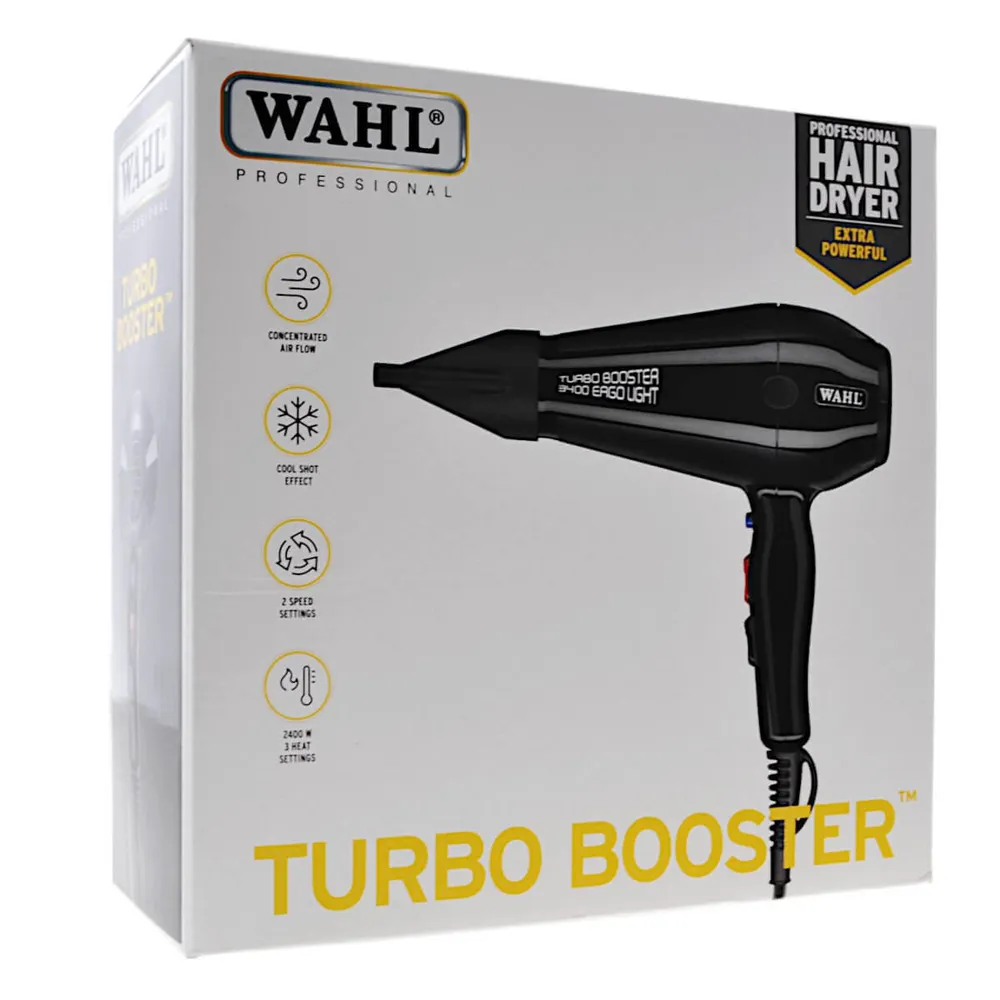 WAHL®
PROFESSIONAL
PROFESSIONAL
HAIR
DRYER
EXTRA
POWERFUL
CONCENTRATED
AIR FLOW
COOL SHOT
EFFECT
2 SPEED
SETTINGS
2400 W
3 HEAT
SETTINGS
TURBO BOOSTER
3400 ERGO LIGHT
WAHL
TURBO BOOSTER™
WAHL
PROFESSIONAL
TURBO
BOOSTER™